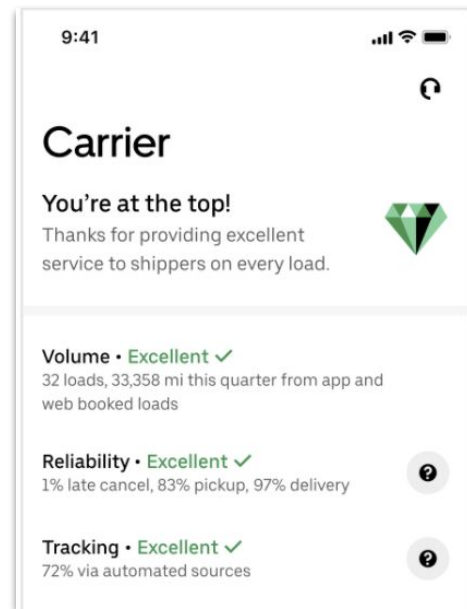 9:41
Carrier
You're at the top!
Thanks for providing excellent
service to shippers on every load.
Volume • Excellent ✓
32 loads, 33,358 mi this quarter from app and
web booked loads
Reliability • Excellent ✓
1% late cancel, 83% pickup, 97% delivery
?
Tracking • Excellent ✓
72% via automated sources
?